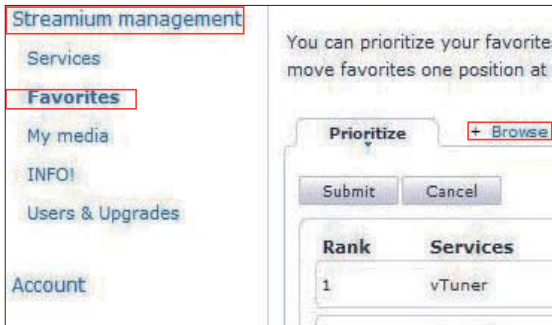 Streamium management
Services
Favorites
My media
INFO!
Users & Upgrades
Account
You can prioritize your favorite
move favorites one position at
Prioritize
+ Browse
Submit Cancel
Rank Services
1 vTuner